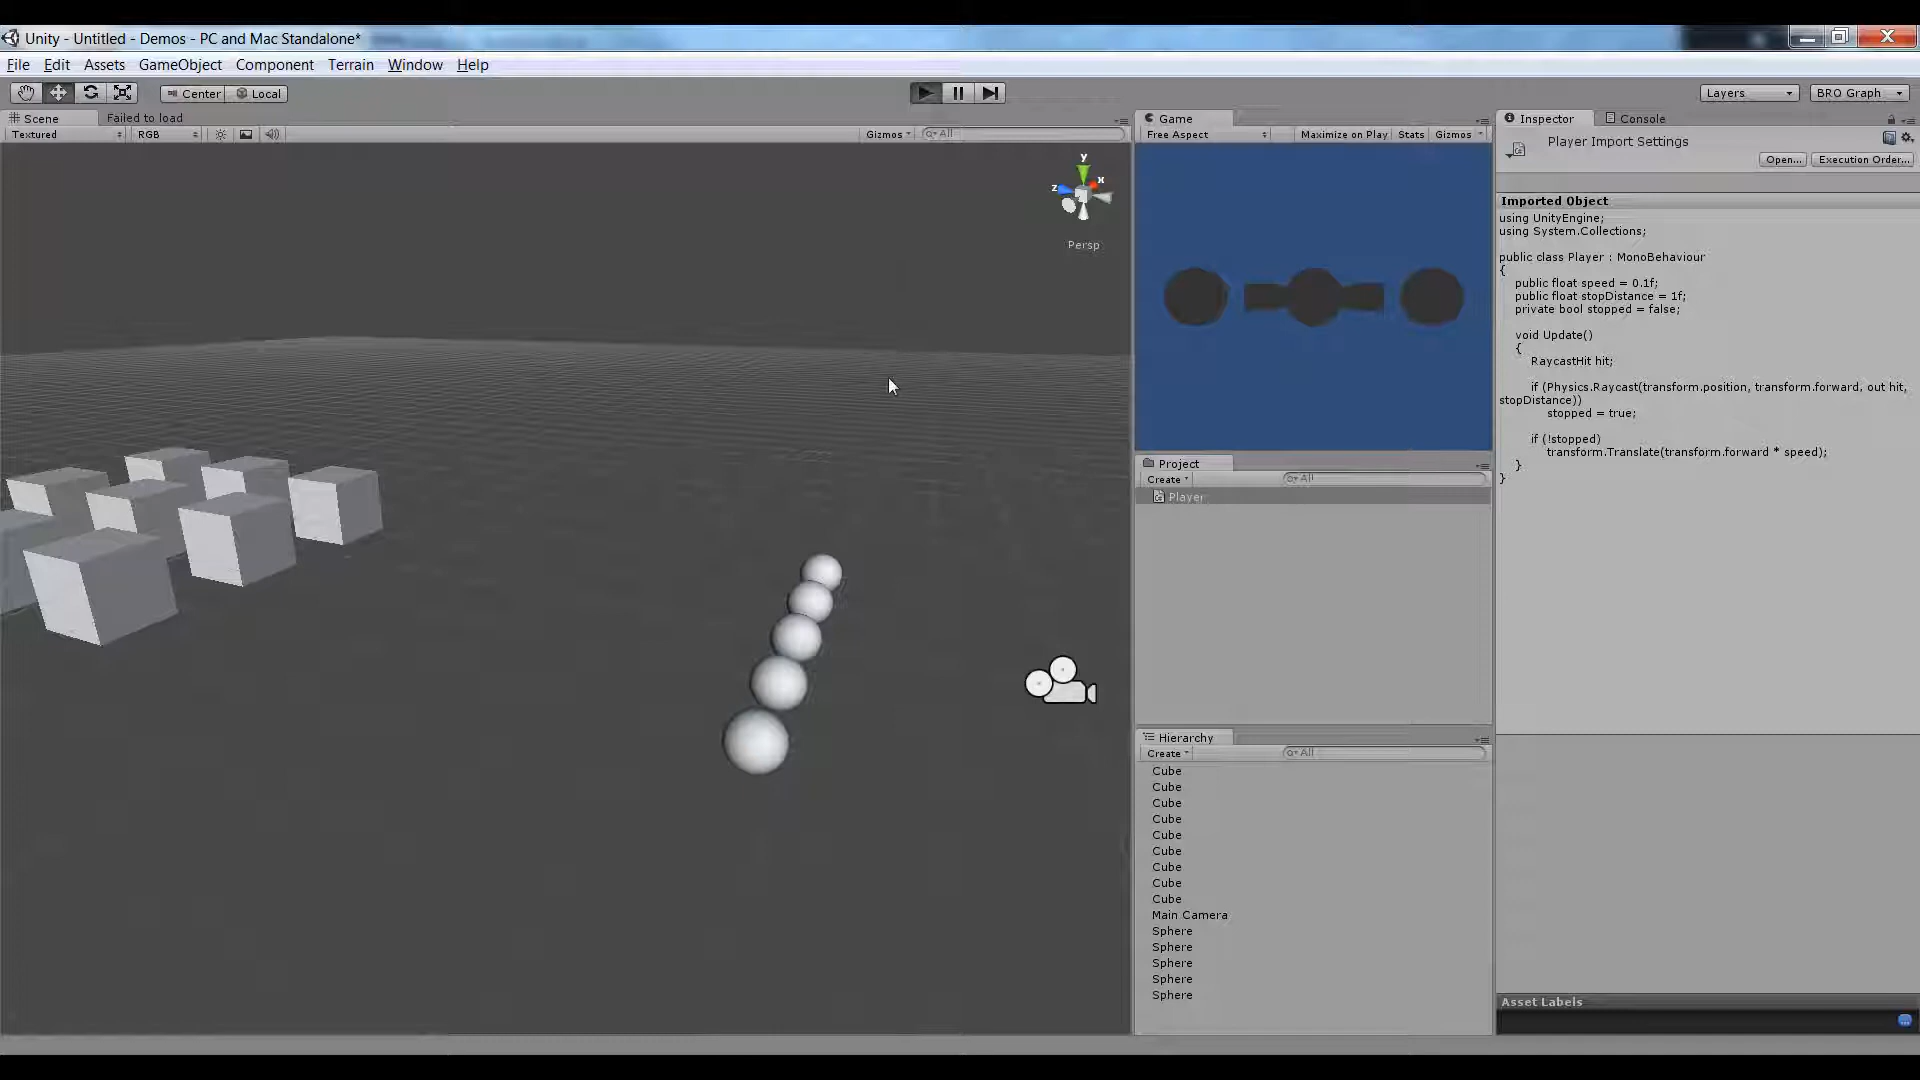 Unity - Untitled - Demos - PC and Mac Standalone*
File Edit Assets GameObject Component Terrain Window Help
Center Local
Layers BRO Graph
Scene Failed to load
Textured RGB Gizmos All
y
x
z
Persp
Game
Free Aspect Maximize on Play Stats Gizmos
Project
Create All
Player
Hierarchy
Create All
Cube
Cube
Cube
Cube
Cube
Cube
Cube
Cube
Cube
Main Camera
Sphere
Sphere
Sphere
Sphere
Sphere
Inspector Console
Player Import Settings
Open... Execution Order...
Imported Object
using UnityEngine;
using System.Collections;
public class Player : MonoBehaviour
{
public float speed = 0.1f;
public float stopDistance = 1f;
private bool stopped = false;
void Update()
{
RaycastHit hit;
if (Physics.Raycast(transform.position, transform.forward, out hit,
stopDistance))
stopped = true;
if (!stopped)
transform.Translate(transform.forward * speed);
}
}
Asset Labels